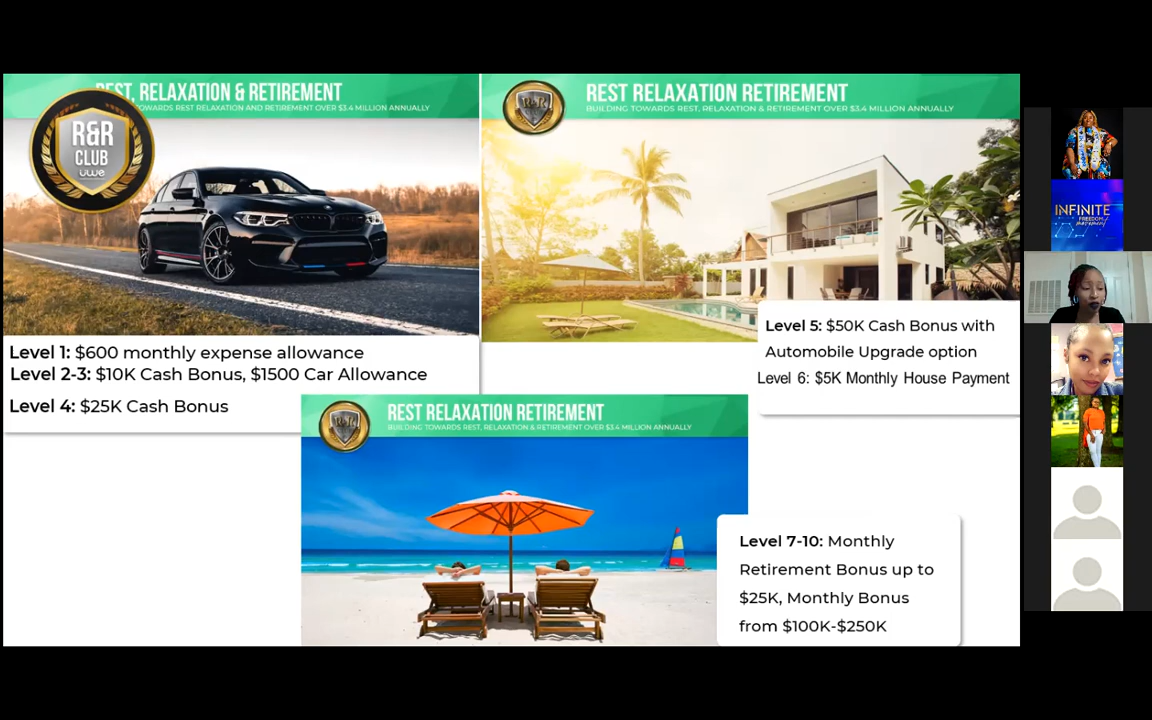 REST, RELAXATION & RETIREMENT
TOWARDS REST RELAXATION AND RETIREMENT OVER $3.4 MILLION ANNUALLY
R&R
CLUB
uwe
Level 1: $600 monthly expense allowance
Level 2-3: $10K Cash Bonus, $1500 Car Allowance
Level 4: $25K Cash Bonus
REST RELAXATION RETIREMENT
BUILDING TOWARDS REST, RELAXATION & RETIREMENT OVER $3.4 MILLION ANNUALLY
R&R
Level 5: $50K Cash Bonus with
Automobile Upgrade option
Level 6: $5K Monthly House Payment
REST RELAXATION RETIREMENT
BUILDING TOWARDS REST, RELAXATION & RETIREMENT OVER $3.4 MILLION ANNUALLY
R&R
Level 7-10: Monthly
Retirement Bonus up to
$25K, Monthly Bonus
from $100K-$250K
INFINITE
FREEDOM